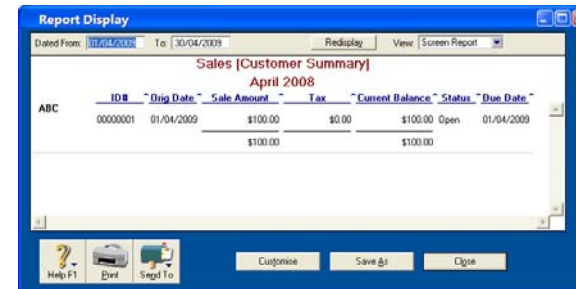 Report Display
Dated From: 01/04/2009 To: 30/04/2009 Redisplay View: Screen Report
Sales [Customer Summary]
April 2008
ID# Orig Date Sale Amount Tax Current Balance Status Due Date
ABC
00000001 01/04/2009 $100.00 $0.00 $100.00 Open 01/04/2009
$100.00 $100.00
Help F1 Print Send To Customise Save As Close